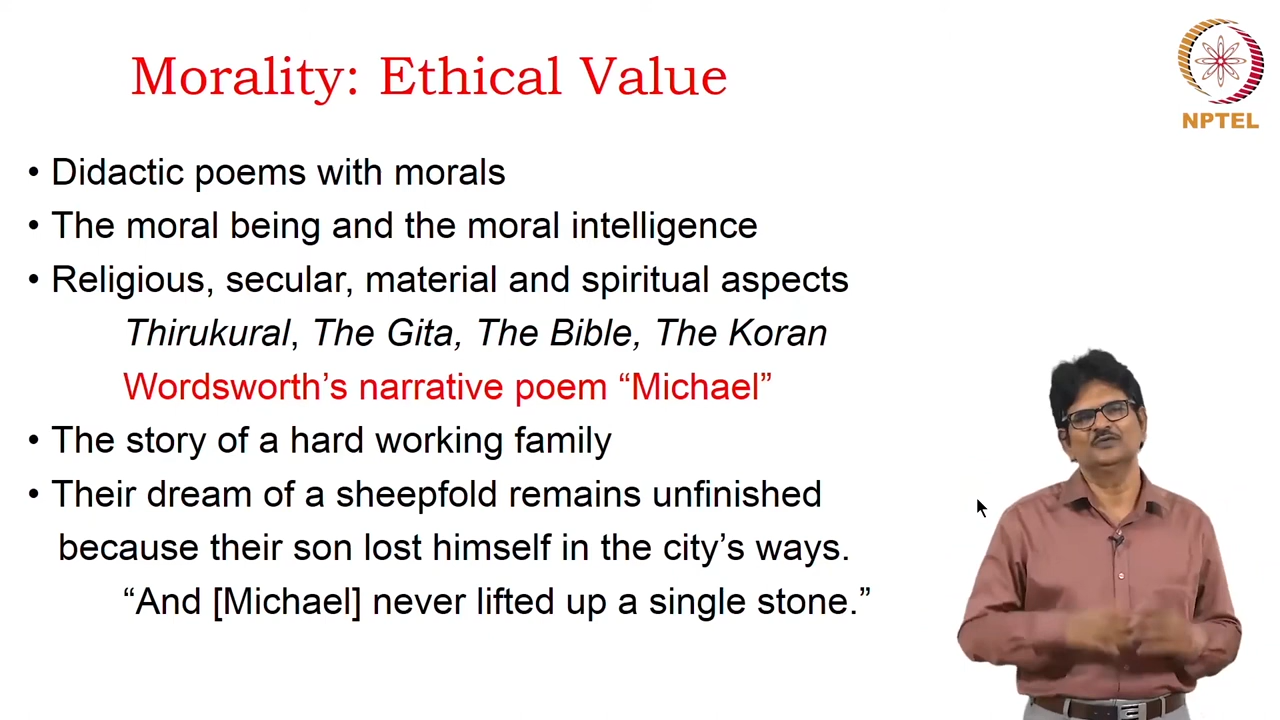 Morality: Ethical Value
NPTEL
• Didactic poems with morals
• The moral being and the moral intelligence
• Religious, secular, material and spiritual aspects
Thirukural, The Gita, The Bible, The Koran
Wordsworth’s narrative poem “Michael”
• The story of a hard working family
• Their dream of a sheepfold remains unfinished
because their son lost himself in the city’s ways.
“And [Michael] never lifted up a single stone.”